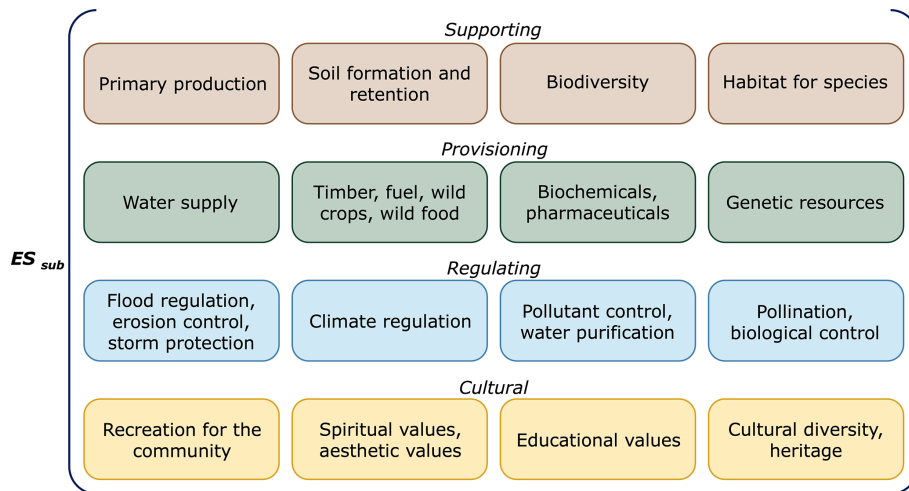 Supporting
Primary production
Soil formation and
retention
Biodiversity
Habitat for species
Provisioning
Water supply
Timber, fuel, wild
crops, wild food
Biochemicals,
pharmaceuticals
Genetic resources
ES sub
Regulating
Flood regulation,
erosion control,
storm protection
Climate regulation
Pollutant control,
water purification
Pollination,
biological control
Cultural
Recreation for the
community
Spiritual values,
aesthetic values
Educational values
Cultural diversity,
heritage